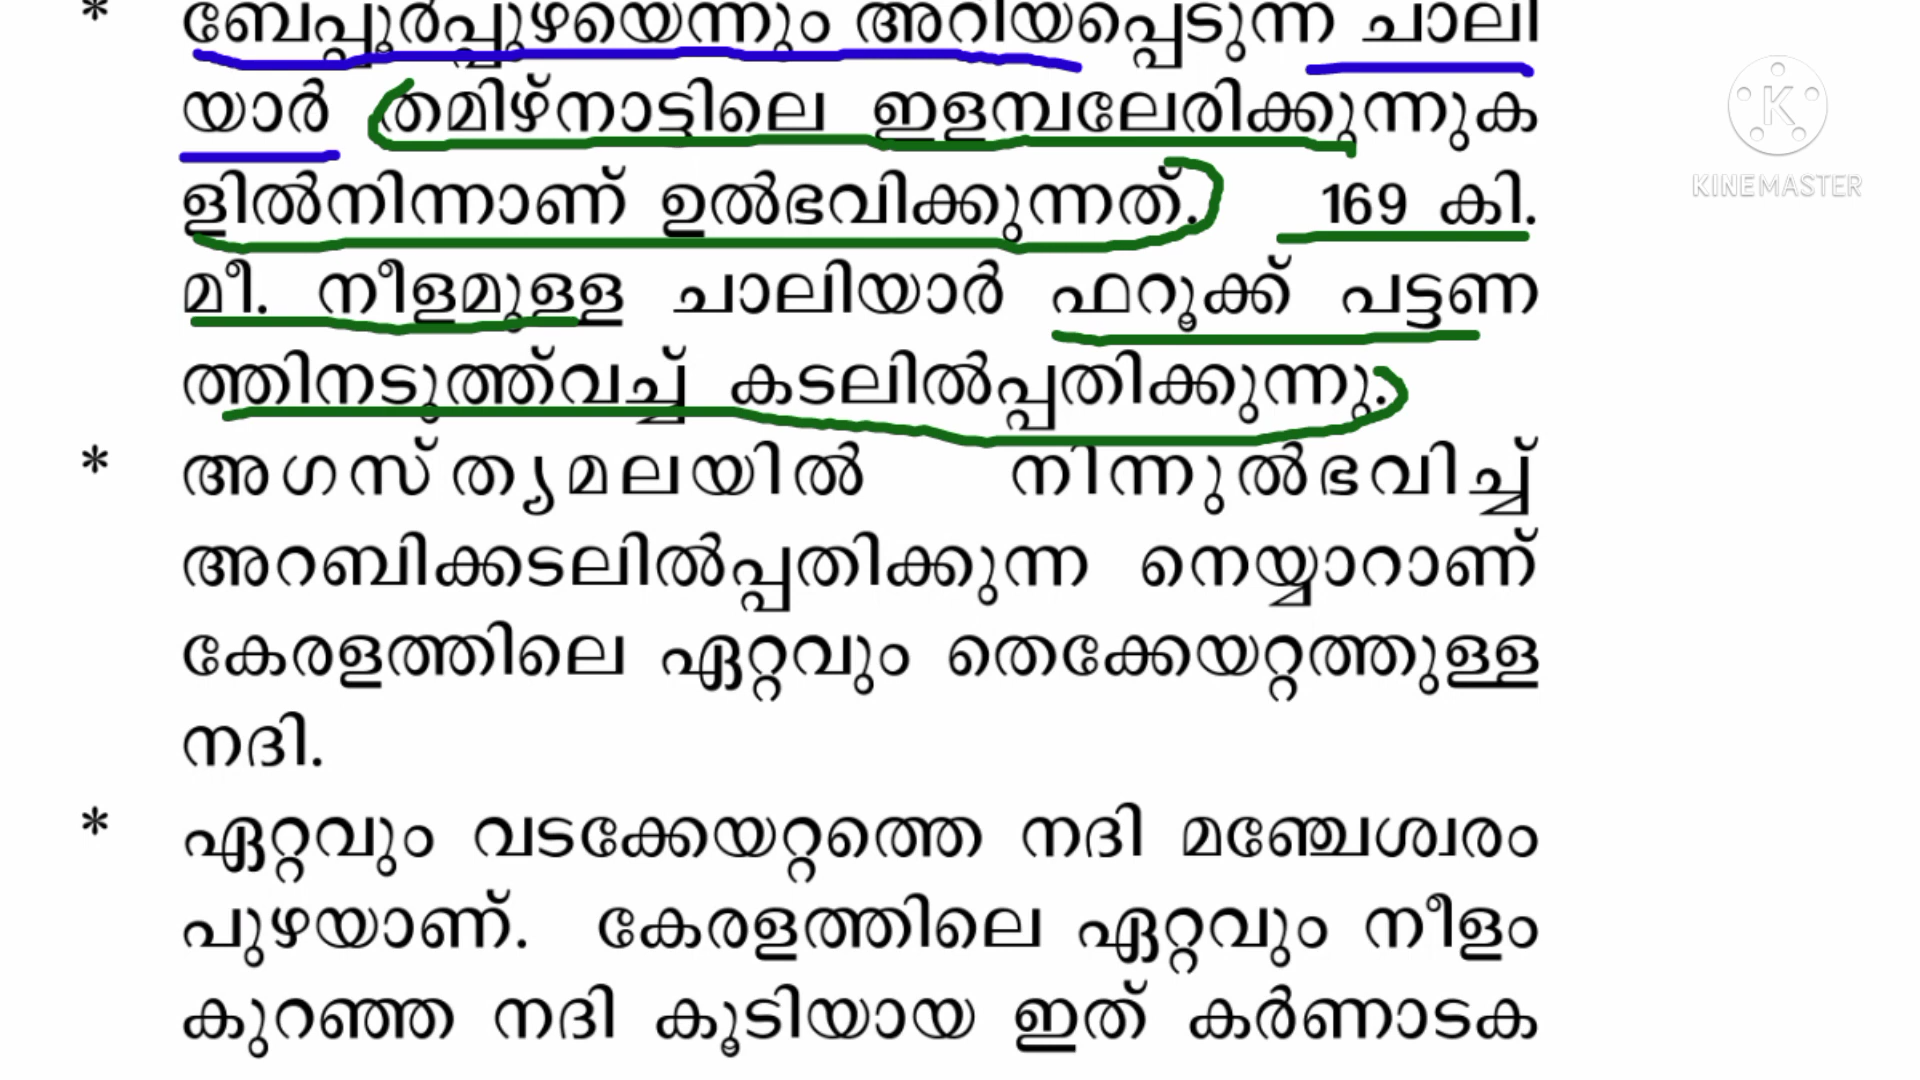 * ബേപ്പൂർപ്പുഴയെന്നും അറിയപ്പെടുന്ന ചാലി
യാർ തമിഴ്നാട്ടിലെ ഇളമ്പലേരിക്കുന്നുക
ളിൽനിന്നാണ് ഉൽഭവിക്കുന്നത്. 169 കി.
മീ. നീളമുള്ള ചാലിയാർ ഫറൂക്ക് പട്ടണ
ത്തിനടുത്ത്‌വച്ച് കടലിൽപ്പതിക്കുന്നു.
* അഗസ്ത്യമലയിൽ നിന്നുൽഭവിച്ച്
അറബിക്കടലിൽപ്പതിക്കുന്ന നെയ്യാറാണ്
കേരളത്തിലെ ഏറ്റവും തെക്കേയറ്റത്തുള്ള
നദി.
* ഏറ്റവും വടക്കേയറ്റത്തെ നദി മഞ്ചേശ്വരം
പുഴയാണ്. കേരളത്തിലെ ഏറ്റവും നീളം
കുറഞ്ഞ നദി കൂടിയായ ഇത് കർണാടക
K
KINEMASTER